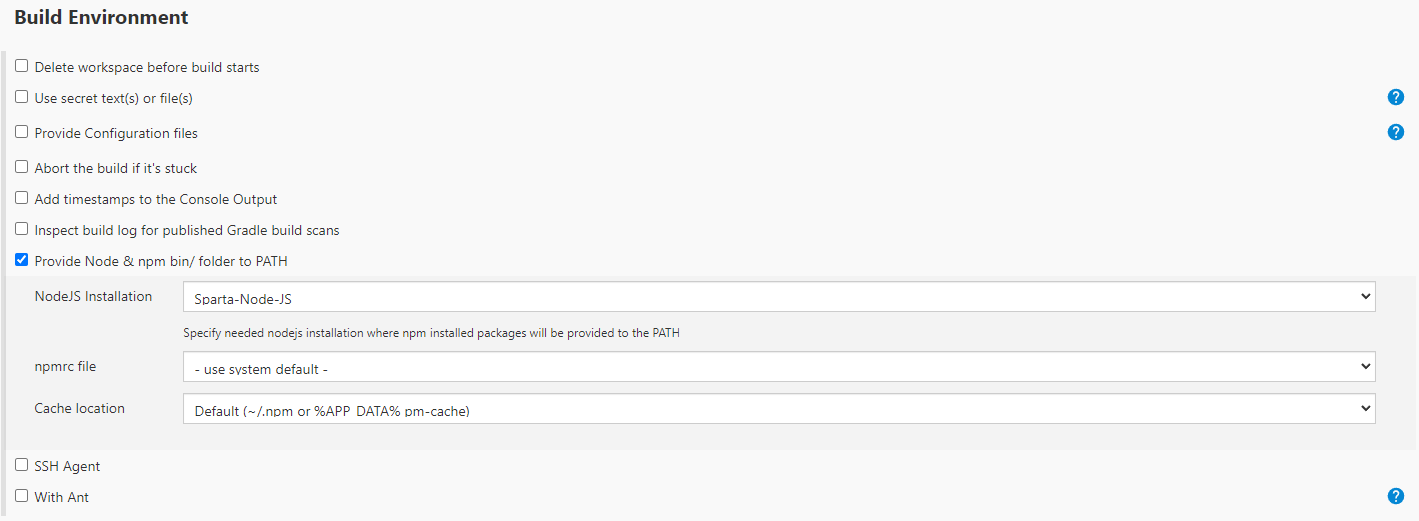 Build Environment
Delete workspace before build starts
Use secret text(s) or file(s)
?
Provide Configuration files
?
Abort the build if it's stuck
Add timestamps to the Console Output
Inspect build log for published Gradle build scans
Provide Node & npm bin/ folder to PATH
NodeJS Installation
Sparta-Node-JS
Specify needed nodejs installation where npm installed packages will be provided to the PATH
npmrc file
- use system default -
Cache location
Default (~/.npm or %APP_DATA% pm-cache)
SSH Agent
With Ant
?